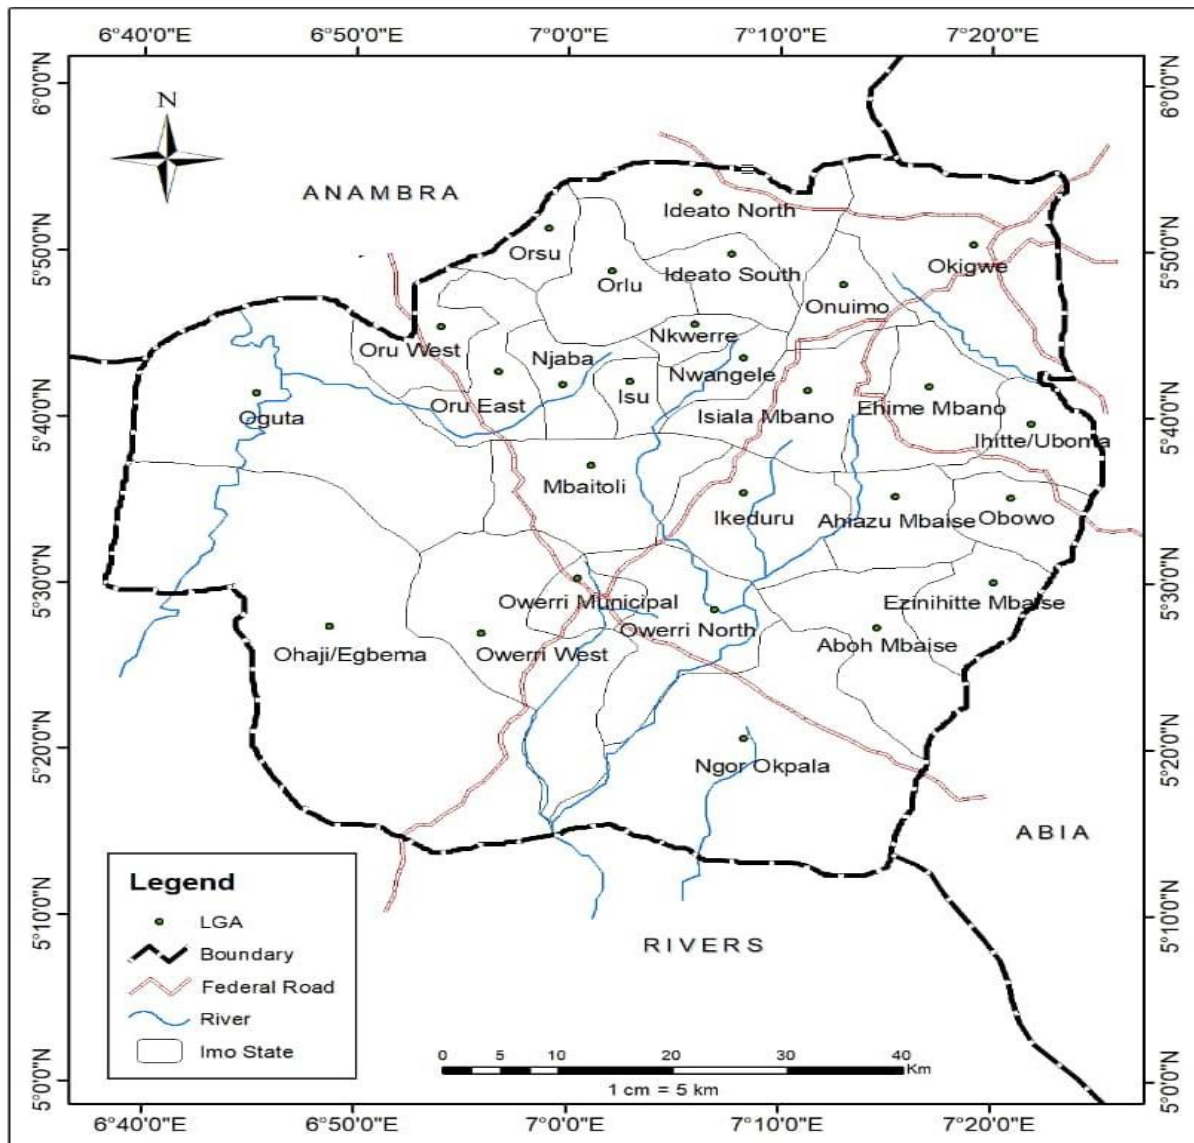 6°40'0"E 6°50'0"E 7°0'0"E 7°10'0"E 7°20'0"E
6°0'0"N 6°0'0"N
N
ANAMBRA
Ideato North
5°50'0"N 5°50'0"N
Orsu
Okigwe
Ideato South
Orlu
Onuimo
Nkwerre
Oru West
Njaba
Nwangele
Isu
Oru East
Isiala Mbano
Ehime Mbano
5°40'0"N 5°40'0"N
Oguta
Ihitte/Uboma
Mbaitoli
Ikeduru
Ahiazu Mbaise
Obowo
5°30'0"N 5°30'0"N
Owerri Municipal
Ezinihitte Mbaise
Owerri North
Aboh Mbaise
Ohaji/Egbema
Owerri West
5°20'0"N 5°20'0"N
Ngor Okpala
ABIA
RIVERS
5°10'0"N 5°10'0"N
Legend
LGA
Boundary
Federal Road
River
Imo State
0 5 10 20 30 40
Km
1 cm = 5 km
5°0'0"N 5°0'0"N
6°40'0"E 6°50'0"E 7°0'0"E 7°10'0"E 7°20'0"E